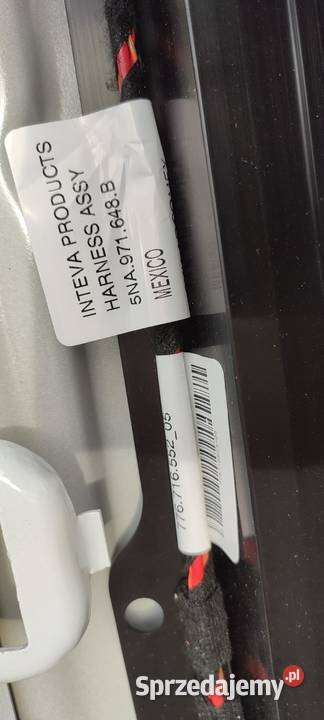 INTEVA PRODUCTS
HARNESS ASSY
5NA.971.648.B
MEXICO
776.716.552_05
Sprzedajemy.pl